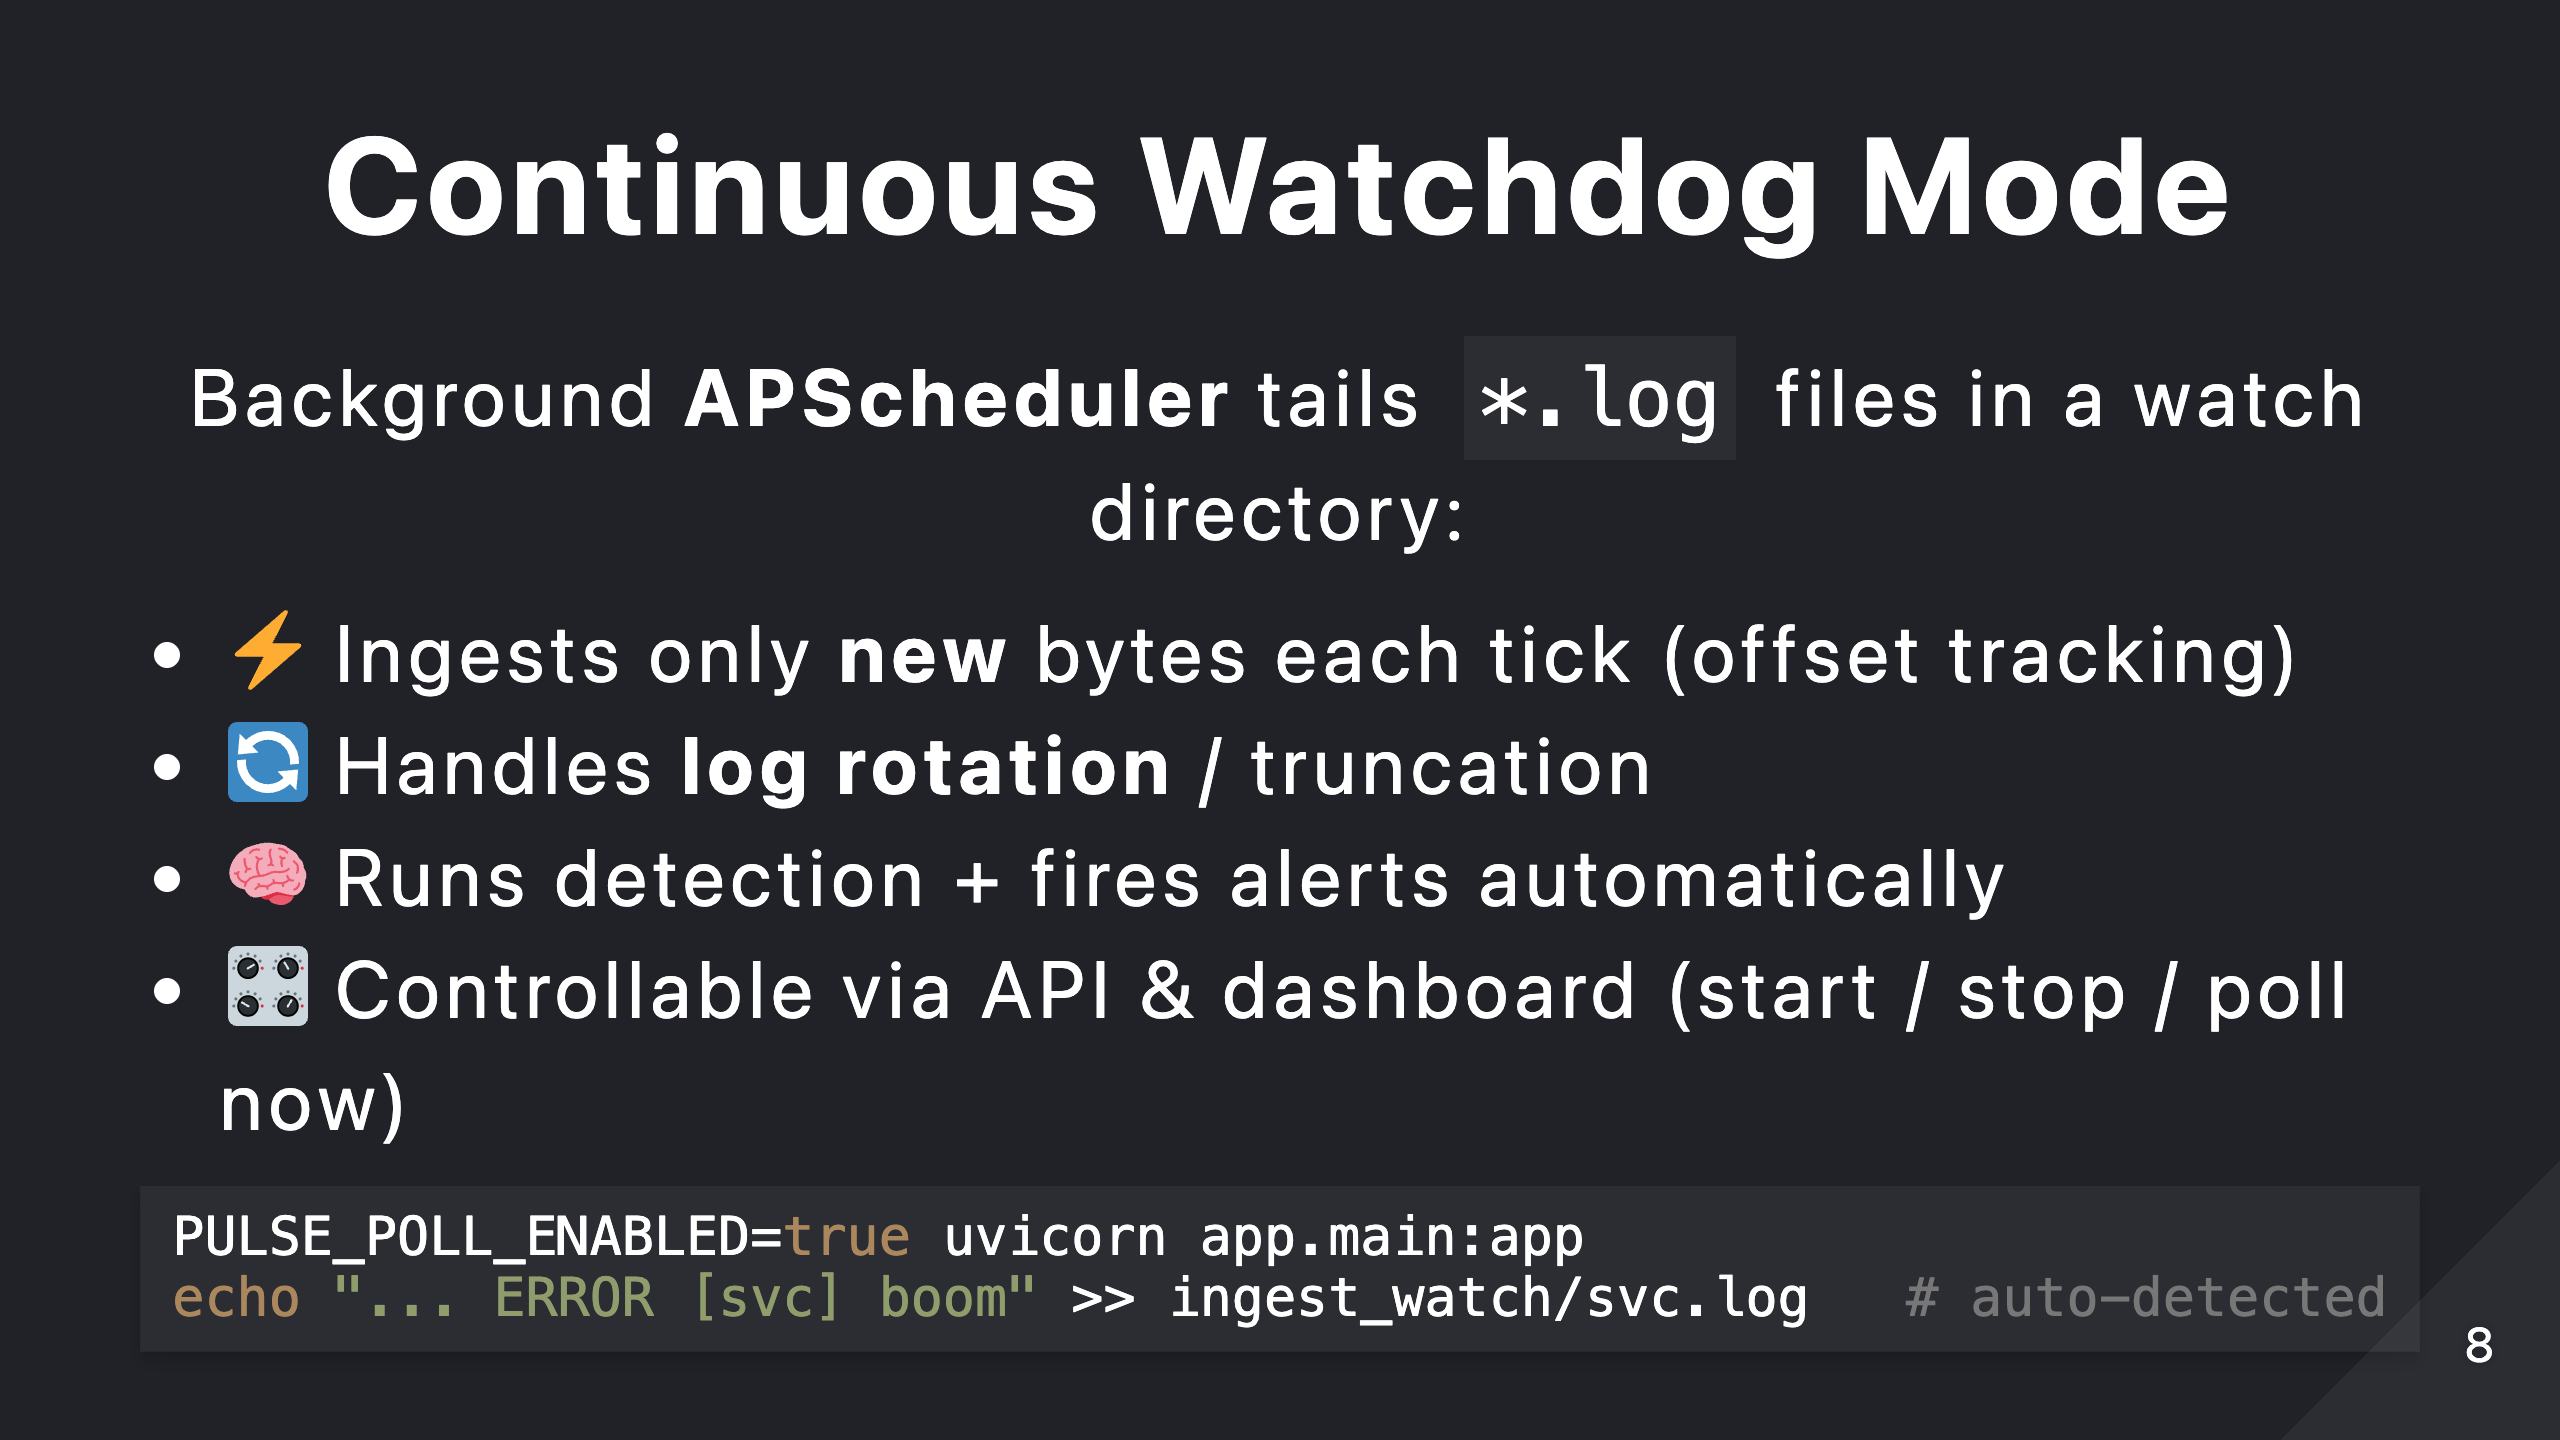 Continuous Watchdog Mode
Background APScheduler tails *.log files in a watch
directory:
• ⚡ Ingests only new bytes each tick (offset tracking)
• 🔄 Handles log rotation / truncation
• 🧠 Runs detection + fires alerts automatically
• 🎛️ Controllable via API & dashboard (start / stop / poll
now)
PULSE_POLL_ENABLED=true uvicorn app.main:app
echo "... ERROR [svc] boom" >> ingest_watch/svc.log   # auto-detected
8